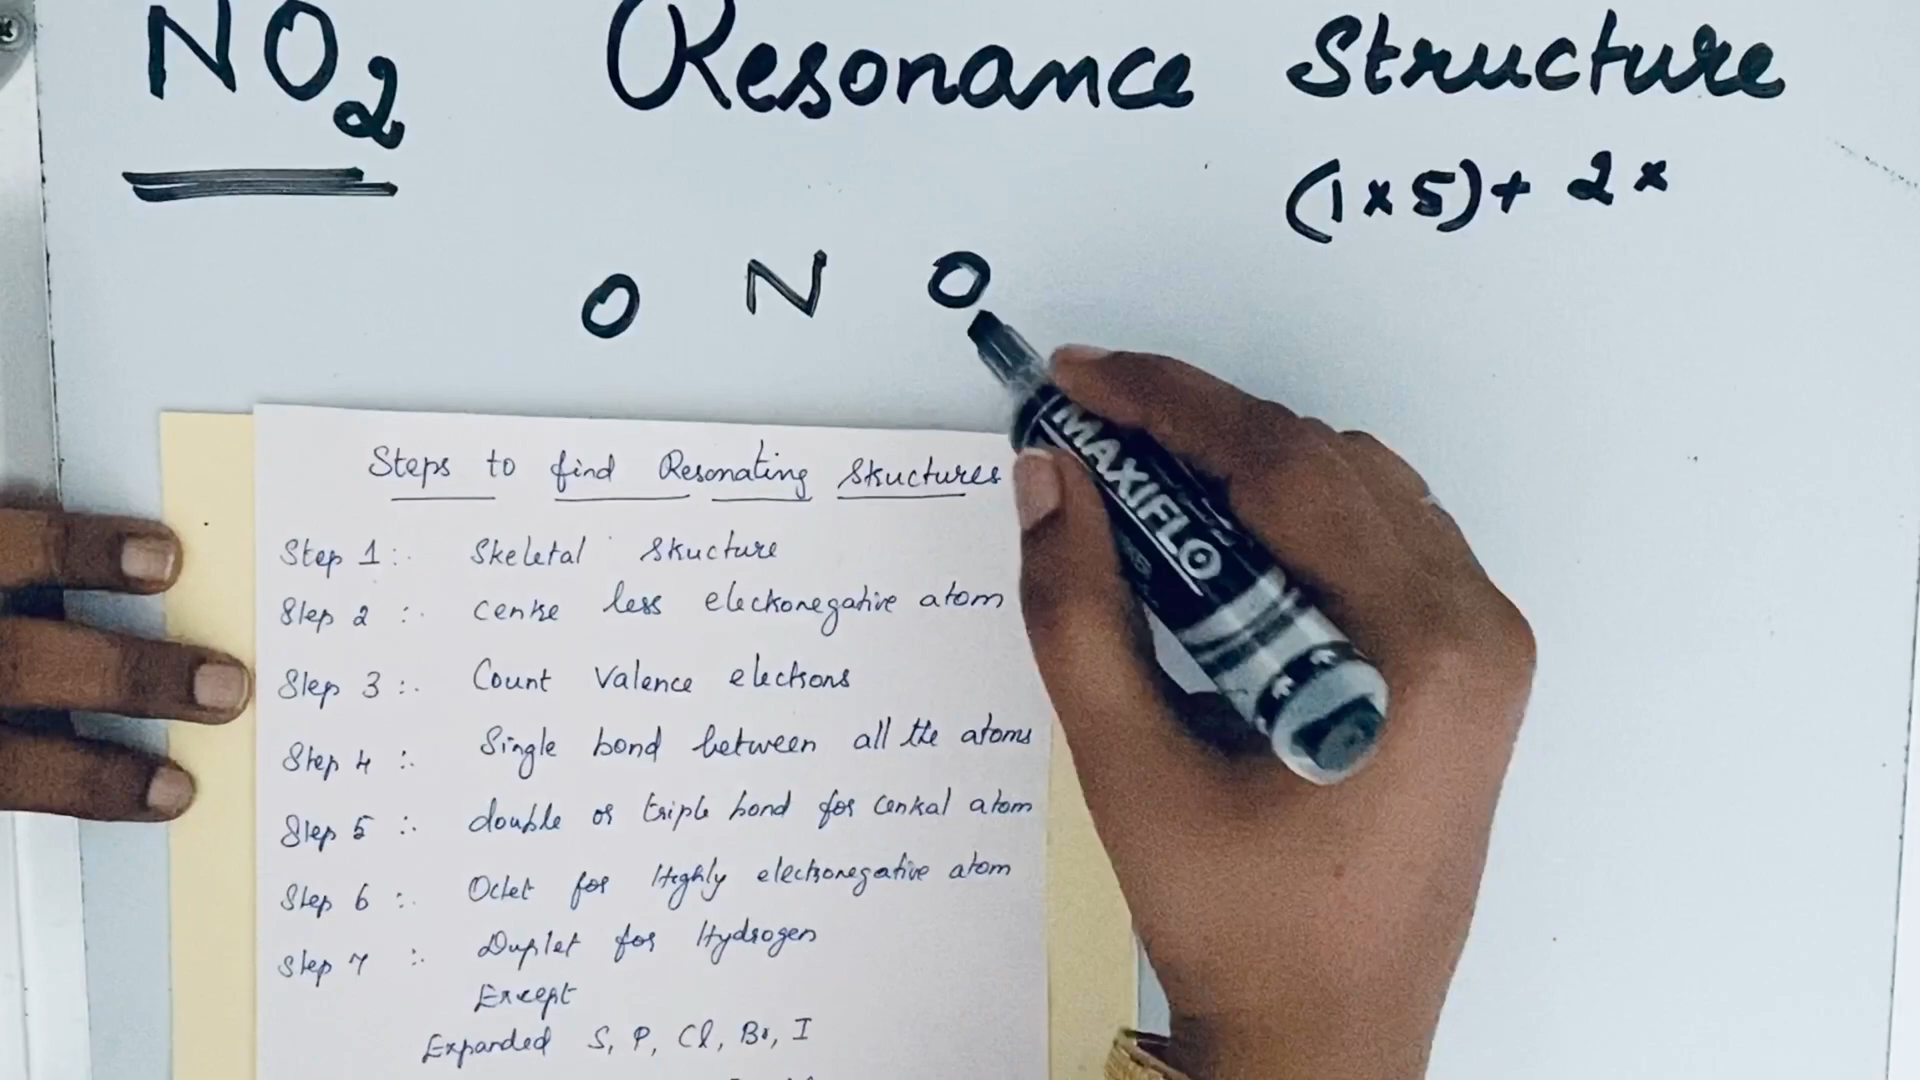 NO2 Resonance Structure
(1×5)+ 2×
O N O
MAXIFLO
Steps to find Resonating Structures
Step 1 :. Skeletal Structure
Step 2 :. centre less electronegative atom
Step 3 :. Count Valence electrons
Step 4 :. Single bond between all the atoms
Step 5 :. double or triple bond for central atom
Step 6 :. Octet for Highly electronegative atom
Step 7 :. Duplet for Hydrogen
Except
Expanded S, P, Cl, Br, I